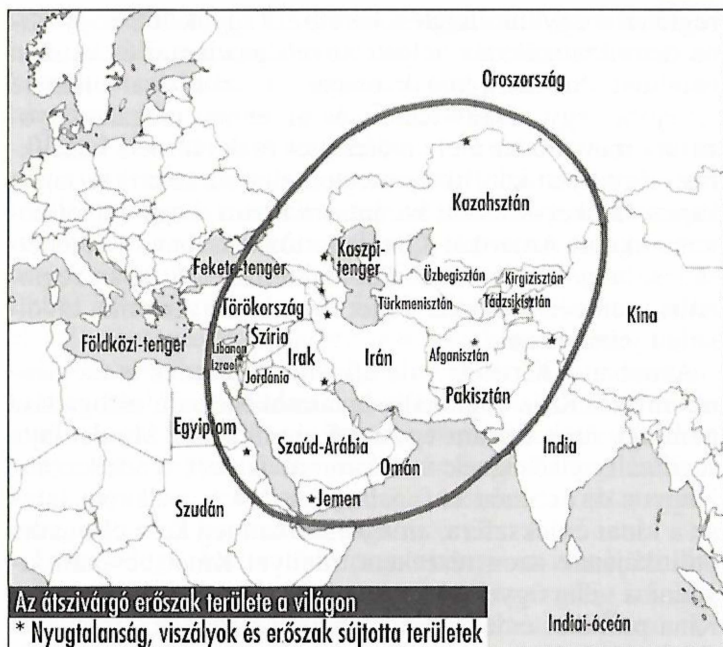 Oroszország
Kazahsztán
Kaszpi-
tenger
Fekete-tenger
Üzbegisztán
Kirgizisztán
Törökország
Türkmenisztán
Tádzsikisztán
Kína
Földközi-tenger
Szíria
Libanon
Izrael
Irak
Irán
Afganisztán
Jordánia
Pakisztán
Egyiptom
Szaúd-Arábia
India
Omán
Szudán
Jemen
Az átszivárgó erőszak területe a világon
* Nyugtalanság, viszályok és erőszak sújtotta területek
Indiai-óceán